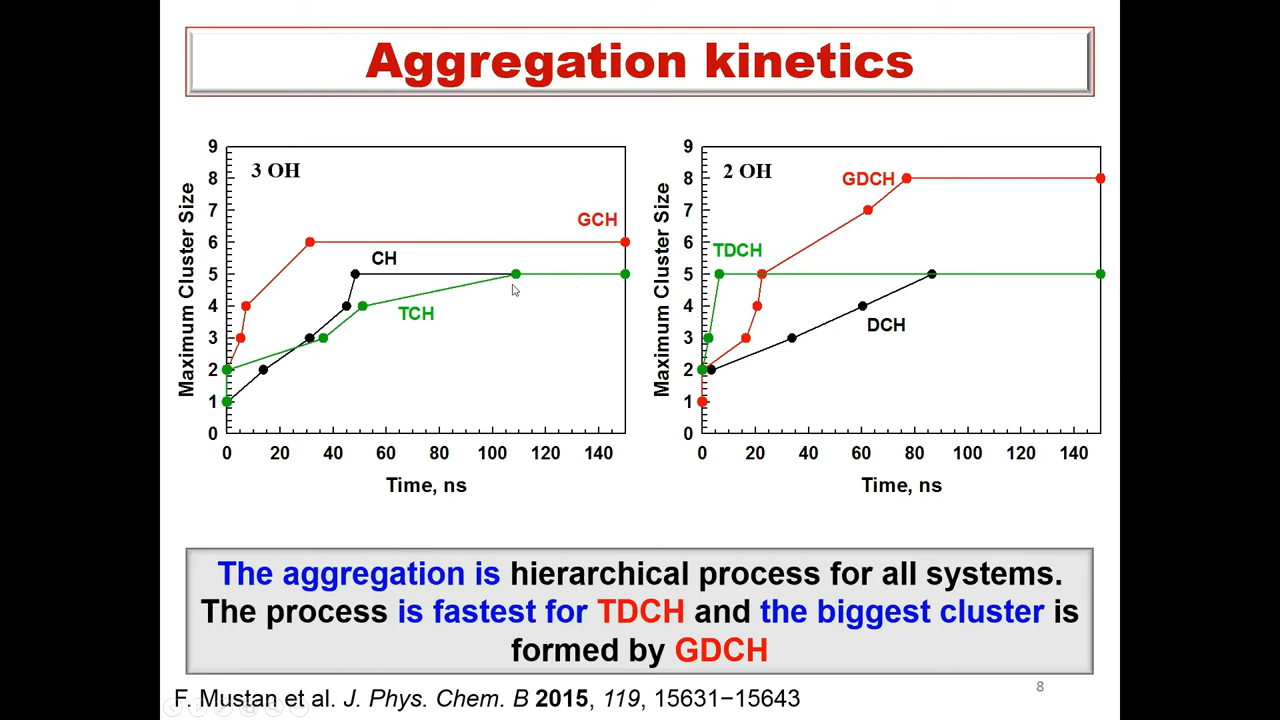 Aggregation kinetics
3 OH
9
8
7
6
5
4
3
2
1
0
Maximum Cluster Size
GCH
CH
TCH
0 20 40 60 80 100 120 140
Time, ns
2 OH
9
8
7
6
5
4
3
2
1
0
Maximum Cluster Size
GDCH
TDCH
DCH
0 20 40 60 80 100 120 140
Time, ns
The aggregation is hierarchical process for all systems.
The process is fastest for TDCH and the biggest cluster is
formed by GDCH
F. Mustan et al. J. Phys. Chem. B 2015, 119, 15631−15643
8